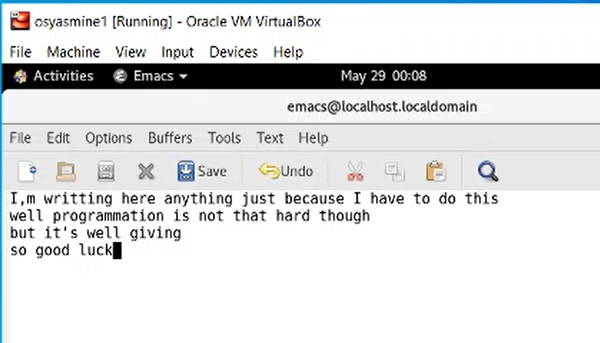 osyasmine1 [Running] - Oracle VM VirtualBox
File Machine View Input Devices Help
Activities Emacs May 29 00:08
emacs@localhost.localdomain
File Edit Options Buffers Tools Text Help
Save Undo
I,m writting here anything just because I have to do this
well programmation is not that hard though
but it's well giving
so good luck